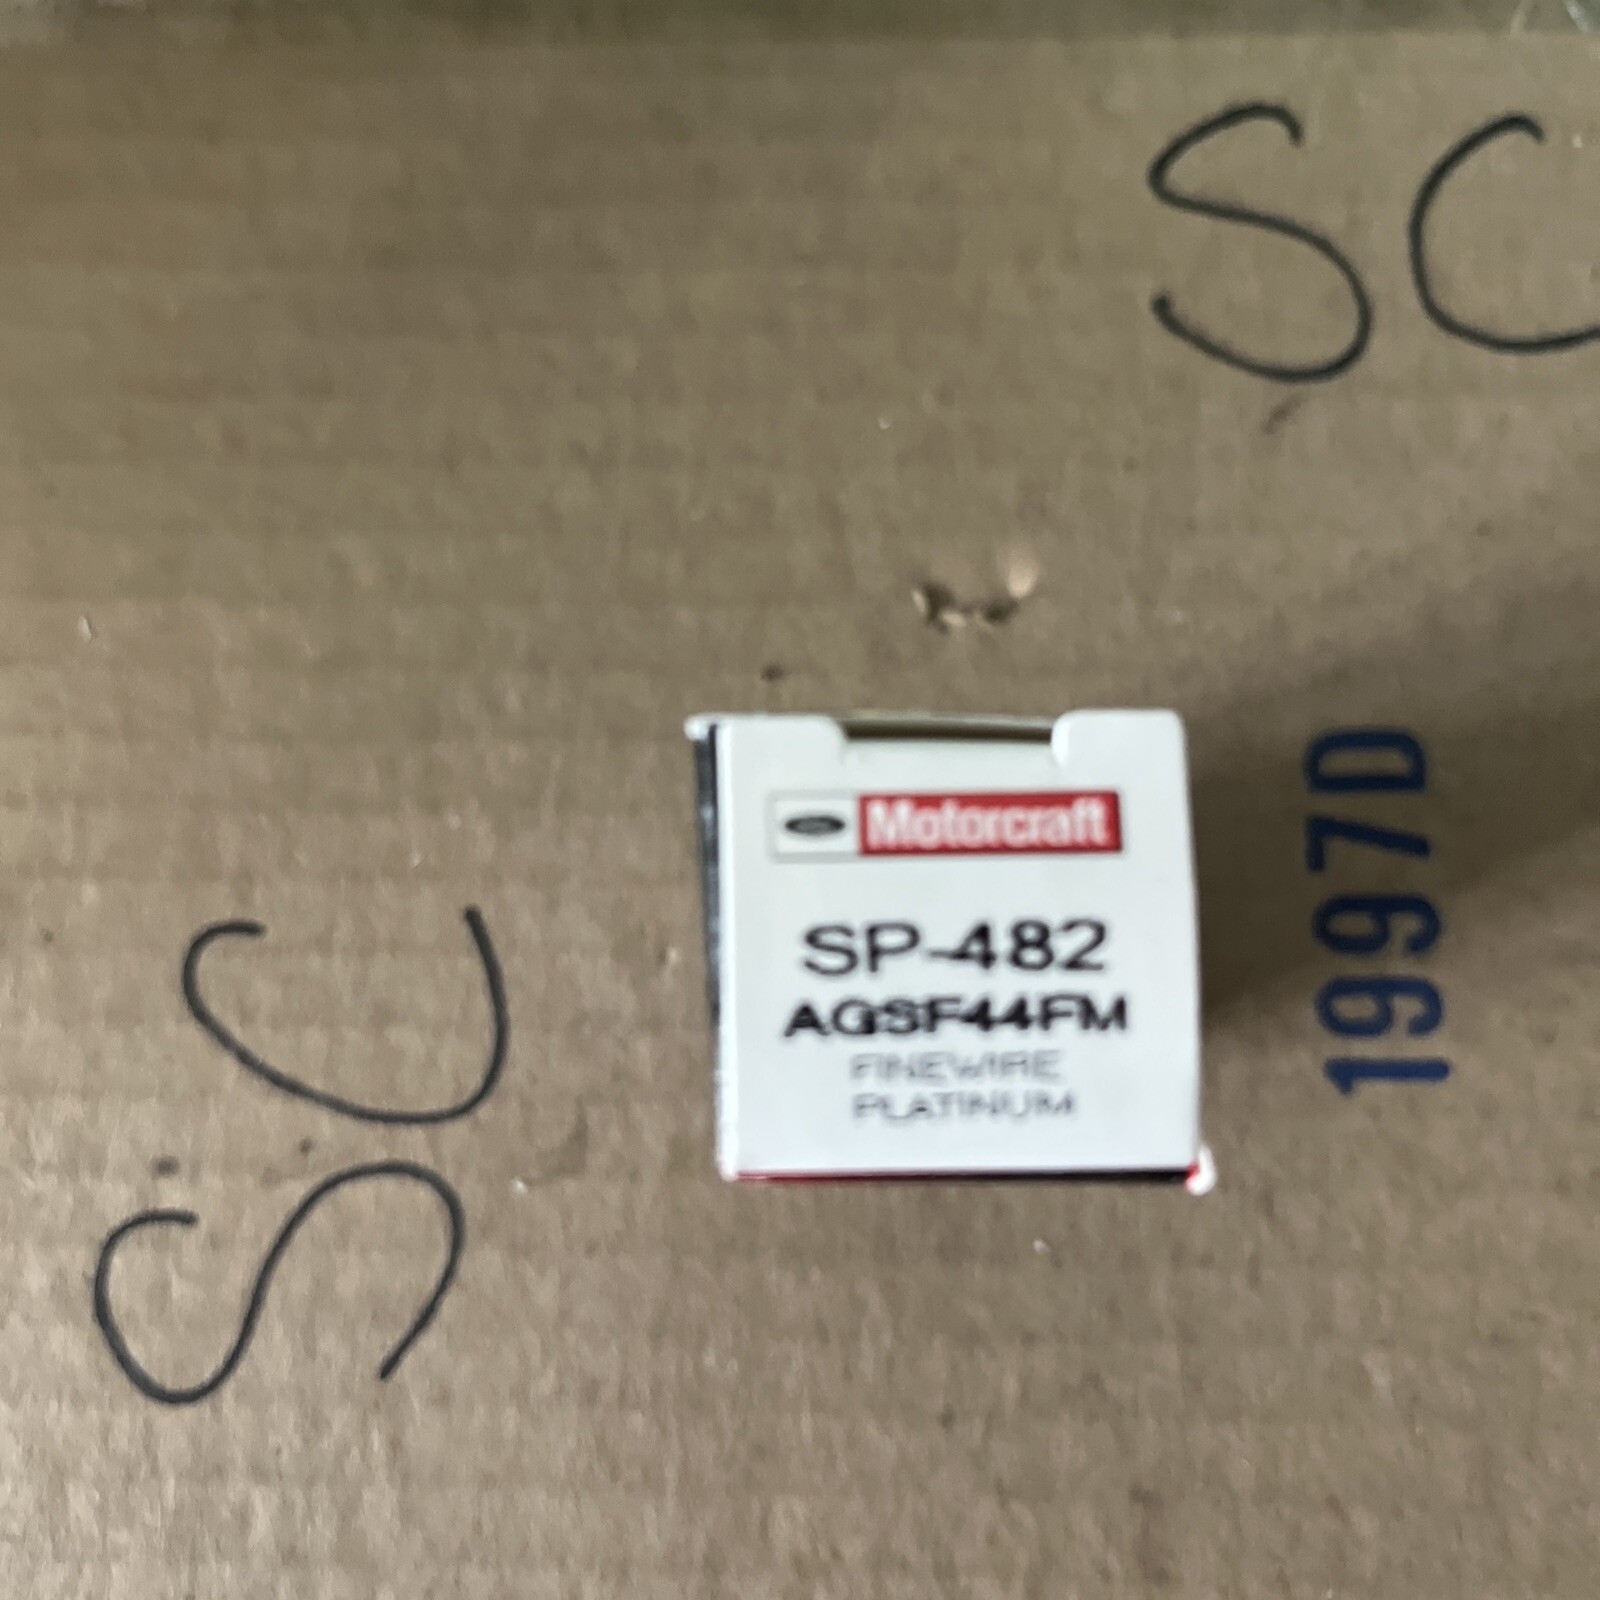 SC
Motorcraft
SP-482
AGSF44FM
FINEWIRE
PLATINUM
1997D
SC